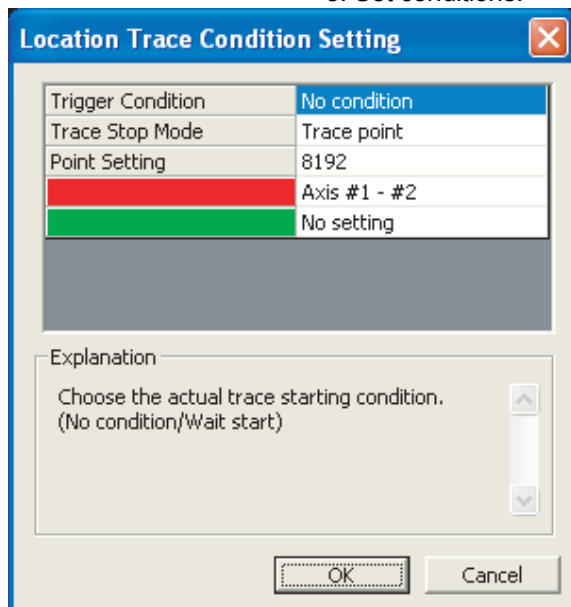 Location Trace Condition Setting
Trigger Condition No condition
Trace Stop Mode Trace point
Point Setting 8192
Axis #1 - #2
No setting
Explanation
Choose the actual trace starting condition.
(No condition/Wait start)
OK Cancel